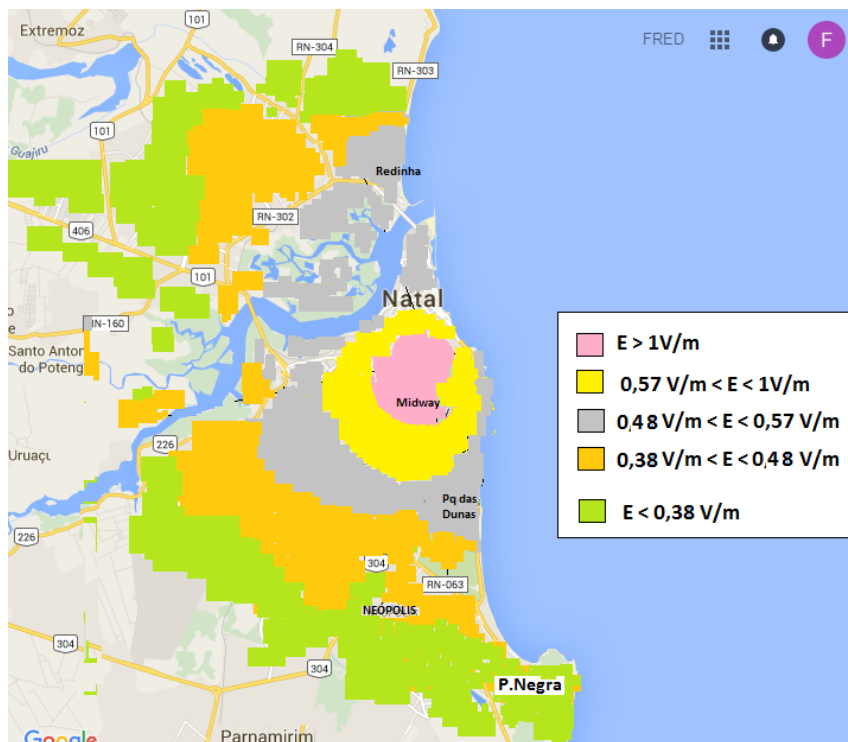 Extremoz
101
RN-304
RN-303
FRED
F
101
Guajiru
Redinha
RN-302
406
101
Natal
IN-160
Santo Anton
do Poteng
E > 1V/m
0,57 V/m < E < 1V/m
0,48 V/m < E < 0,57 V/m
0,38 V/m < E < 0,48 V/m
E < 0,38 V/m
Midway
226
Uruaçu
Pq das
Dunas
226
304
RN-063
NEÓPOLIS
304
304
P.Negra
Google
Parnamirim